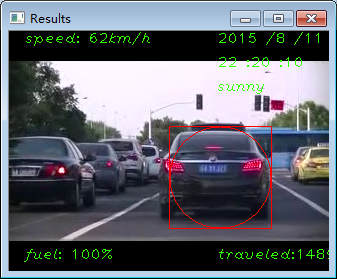 Results
speed: 62km/h
2015 /8 /11
22 :20 :10
sunny
fuel: 100%
traveled:1489